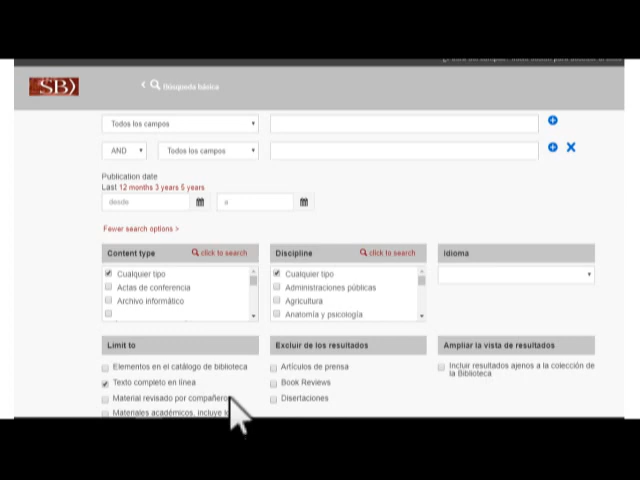 SB
Búsqueda básica
Todos los campos
AND Todos los campos
Publication date
Last 12 months 3 years 5 years
desde a
Fewer search options >
Content type click to search Discipline click to search Idioma
Cualquier tipo Cualquier tipo
Actas de conferencia Administraciones públicas
Archivo informático Agricultura
Anatomía y psicología
Limit to Excluir de los resultados Ampliar la vista de resultados
Elementos en el catálogo de biblioteca Artículos de prensa Incluir resultados ajenos a la colección de
la Biblioteca
Texto completo en línea Book Reviews
Material revisado por compañeros Disertaciones
Materiales académicos, incluye